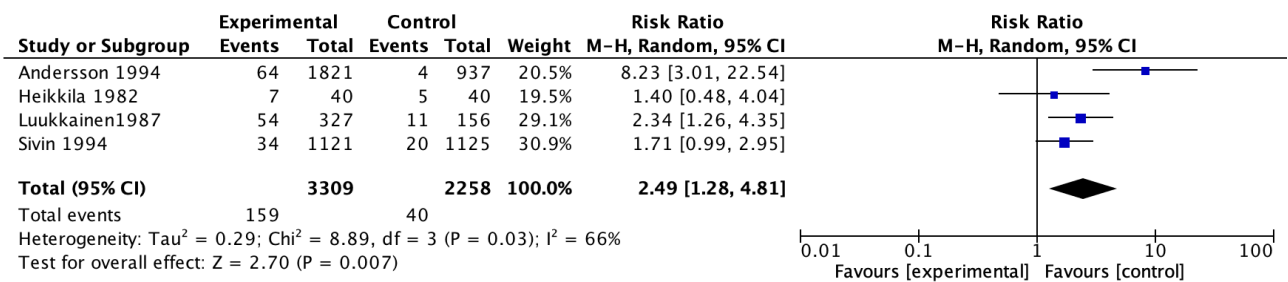 Experimental Control Risk Ratio Risk Ratio
Study or Subgroup Events Total Events Total Weight M-H, Random, 95% CI M-H, Random, 95% CI
Andersson 1994 64 1821 4 937 20.5% 8.23 [3.01, 22.54]
Heikkila 1982 7 40 5 40 19.5% 1.40 [0.48, 4.04]
Luukkainen1987 54 327 11 156 29.1% 2.34 [1.26, 4.35]
Sivin 1994 34 1121 20 1125 30.9% 1.71 [0.99, 2.95]
Total (95% CI) 3309 2258 100.0% 2.49 [1.28, 4.81]
Total events 159 40
Heterogeneity: Tau² = 0.29; Chi² = 8.89, df = 3 (P = 0.03); I² = 66%
Test for overall effect: Z = 2.70 (P = 0.007)
0.01 0.1 1 10 100
Favours [experimental] Favours [control]